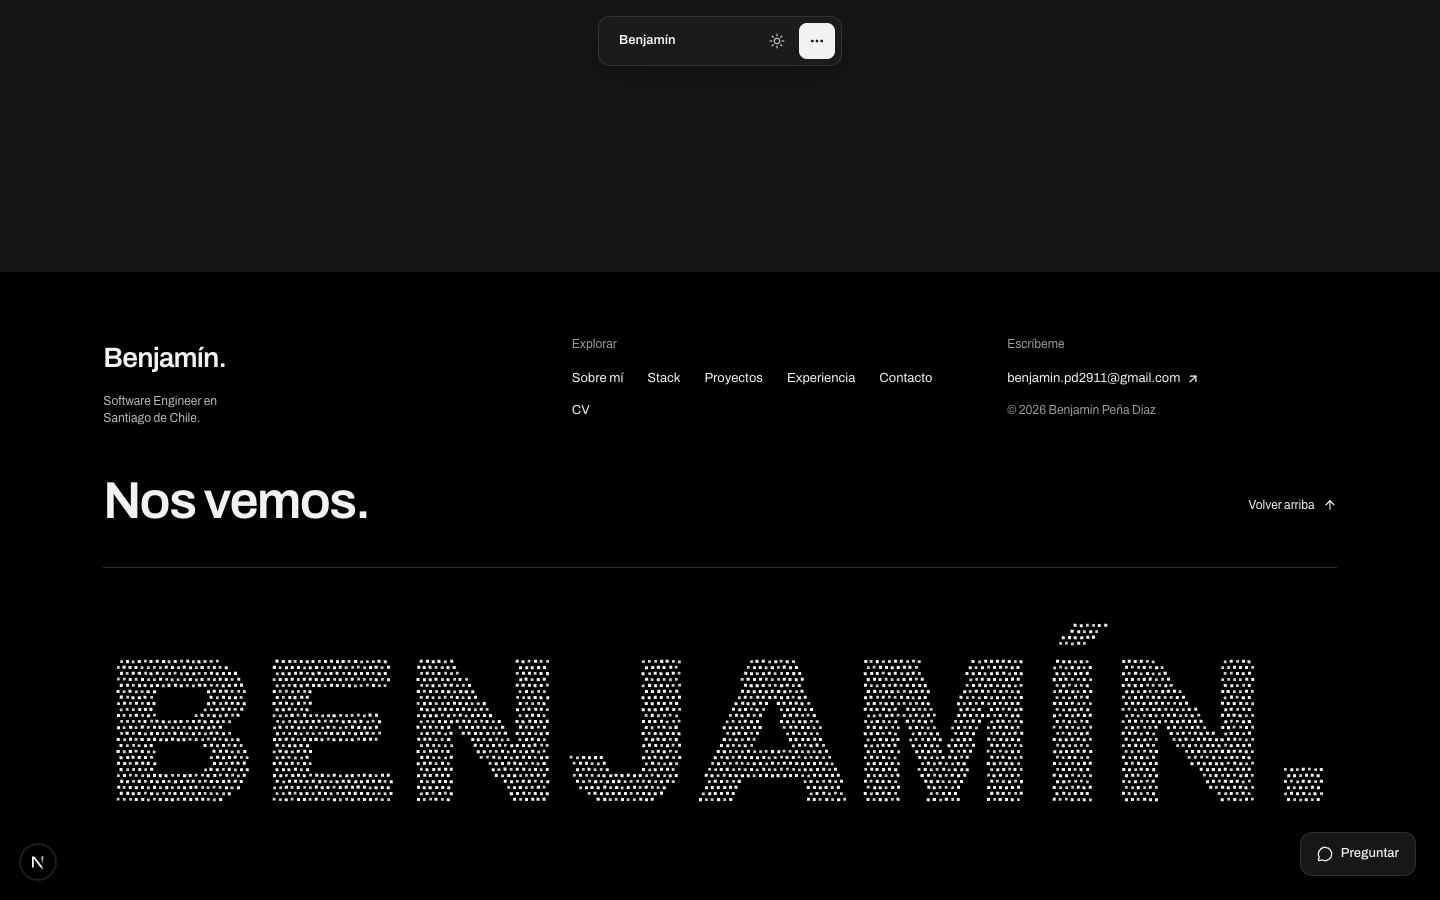 Benjamín
Benjamín.
Software Engineer en
Santiago de Chile.
Explorar
Sobre mí Stack Proyectos Experiencia Contacto
CV
Escríbeme
benjamin.pd2911@gmail.com
© 2026 Benjamín Peña Díaz
Nos vemos.
Volver arriba
BENJAMÍN.
N
Preguntar